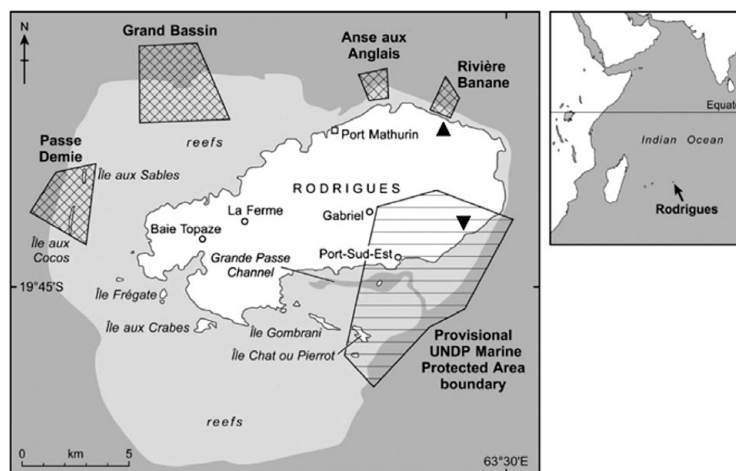 N
Grand Bassin
Anse aux
Anglais
Rivière
Banane
reefs
Port Mathurin
Passe
Demie
Île aux Sables
RODRIGUES
La Ferme
Gabriel
Baie Topaze
Île aux
Cocos
Grande Passe
Channel
Port-Sud-Est
19°45'S
Île Frégate
Île aux Crabes
Île Gombrani
Île Chat ou Pierrot
Provisional
UNDP Marine
Protected Area
boundary
reefs
0 km 5
63°30'E
Equator
Indian Ocean
Rodrigues